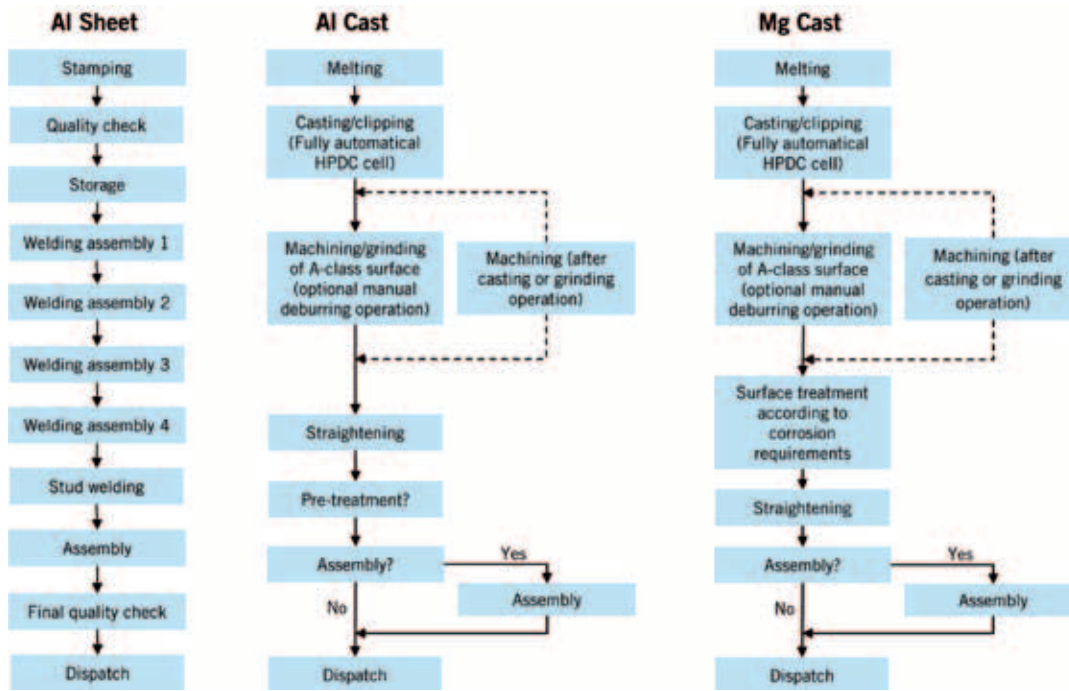 Al Sheet
Stamping
Quality check
Storage
Welding assembly 1
Welding assembly 2
Welding assembly 3
Welding assembly 4
Stud welding
Assembly
Final quality check
Dispatch
Al Cast
Melting
Casting/clipping
(Fully automatical
HPDC cell)
Machining/grinding
of A-class surface
(optional manual
deburring operation)
Machining (after
casting or grinding
operation)
Straightening
Pre-treatment?
Assembly?
Yes
No
Assembly
Dispatch
Mg Cast
Melting
Casting/clipping
(Fully automatical
HPDC cell)
Machining/grinding
of A-class surface
(optional manual
deburring operation)
Machining (after
casting or grinding
operation)
Surface treatment
according to
corrosion
requirements
Straightening
Assembly?
Yes
No
Assembly
Dispatch